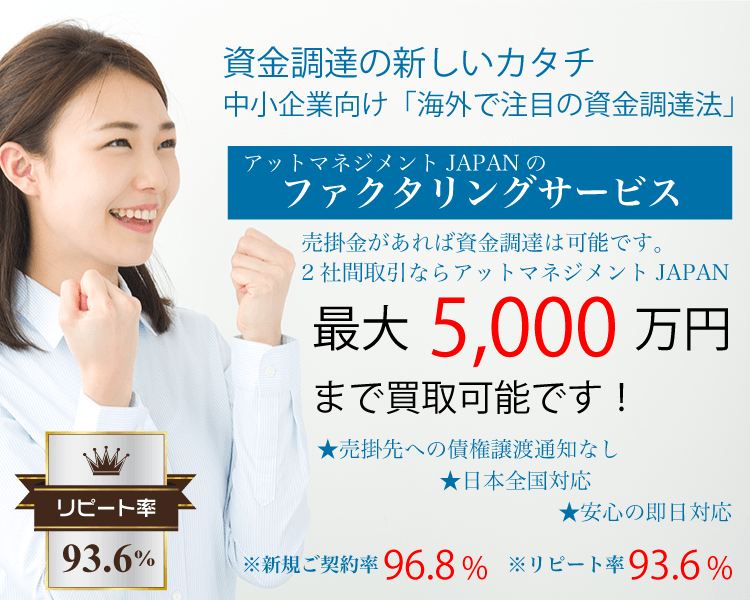 資金調達の新しいカタチ
中小企業向け「海外で注目の資金調達法」
アットマネジメント JAPAN の
ファクタリングサービス
売掛金があれば資金調達は可能です。
2 社間取引ならアットマネジメント JAPAN
最大 5,000 万円
まで買取可能です！
★売掛先への債権譲渡通知なし
★日本全国対応
★安心の即日対応
リピート率
93.6%
※新規ご契約率 96.8 % ※リピート率 93.6 %